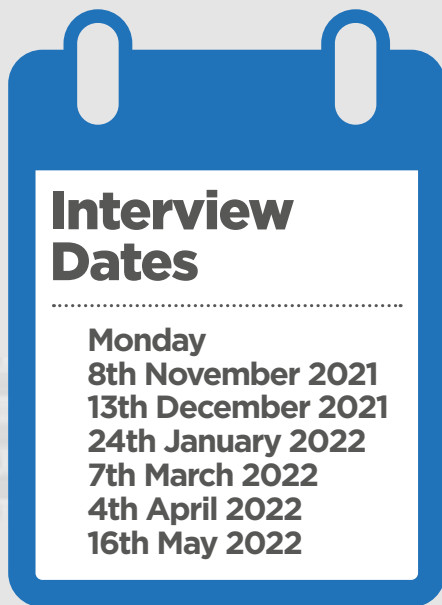 Interview
Dates
Monday
8th November 2021
13th December 2021
24th January 2022
7th March 2022
4th April 2022
16th May 2022